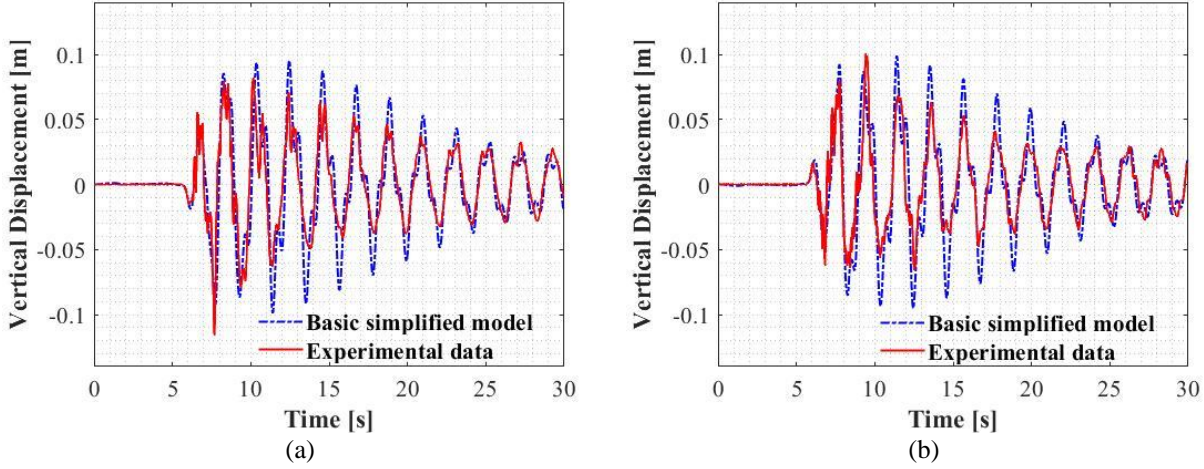 Vertical Displacement [m]
0.1
0.05
0
-0.05
-0.1
Basic simplified model
Experimental data
0 5 10 15 20 25 30
Time [s]
(a)
Vertical Displacement [m]
0.1
0.05
0
-0.05
-0.1
Basic simplified model
Experimental data
0 5 10 15 20 25 30
Time [s]
(b)